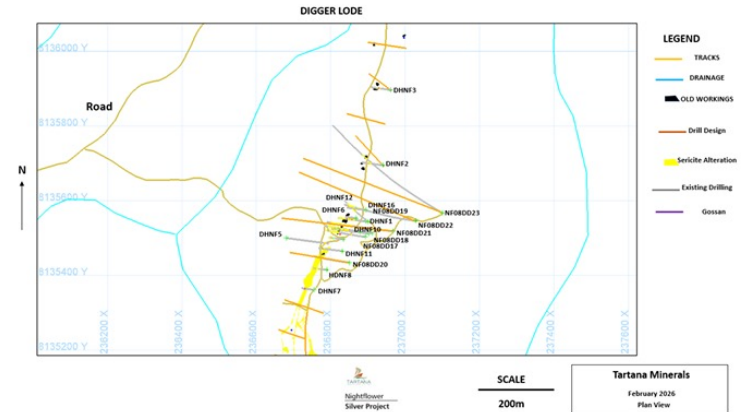 DIGGER LODE
8136000 Y
8135800 Y
8135600 Y
8135400 Y
8135200 Y
236200 X
236400 X
236600 X
236800 X
237000 X
237200 X
237400 X
237600 X
Road
N
DHNF3
DHNF2
DHNF12
DHNF16
DHNF6
NF08DD19
NF08DD23
DHNF1
NF08DD22
DHNF10
NF08DD21
DHNF5
NF08DD18
NF08DD17
DHNF11
NF08DD20
HDNF8
DHNF7
LEGEND
TRACKS
DRAINAGE
OLD WORKINGS
Drill Design
Sericite Alteration
Existing Drilling
Gossan
TARTANA
Nightflower
Silver Project
SCALE
200m
Tartana Minerals
February 2026
Plan View